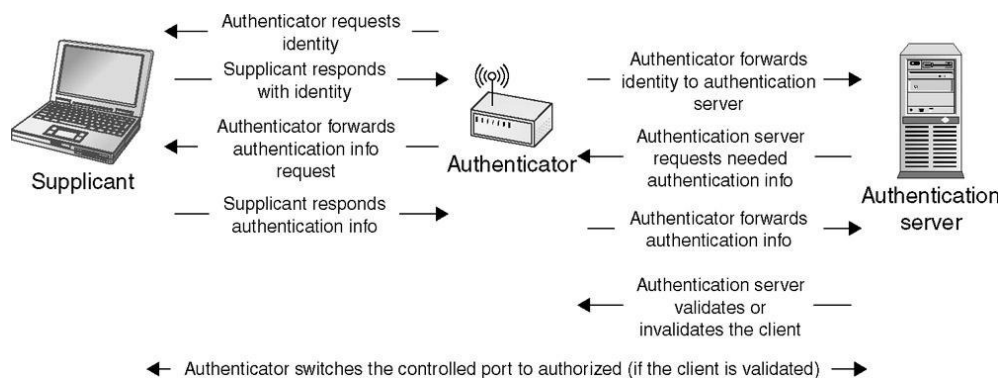 Authenticator requests
identity
Supplicant responds
with identity
Authenticator forwards
authentication info
request
Supplicant responds
authentication info
Supplicant
Authenticator
Authenticator forwards
identity to authentication
server
Authentication server
requests needed
authentication info
Authenticator forwards
authentication info
Authentication server
validates or
invalidates the client
Authentication
server
Authenticator switches the controlled port to authorized (if the client is validated)